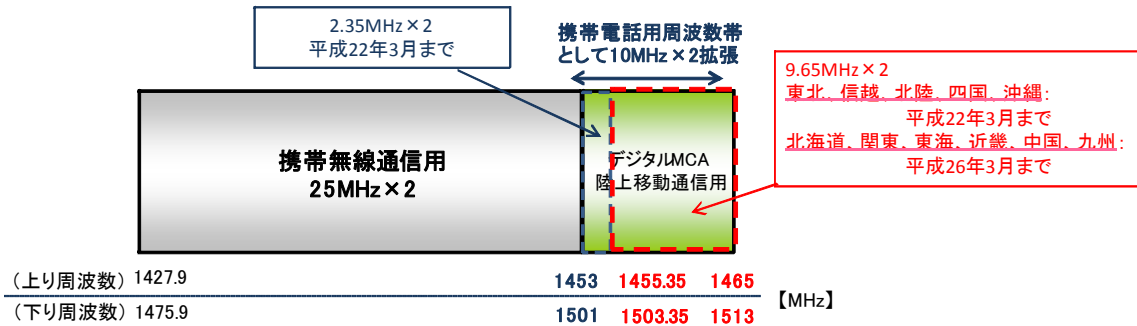 2.35MHz×2
平成22年3月まで
携帯電話用周波数帯
として10MHz×2拡張
9.65MHz×2
東北、信越、北陸、四国、沖縄:
平成22年3月まで
北海道、関東、東海、近畿、中国、九州:
平成26年3月まで
携帯無線通信用
25MHz×2
デジタルMCA
陸上移動通信用
(上り周波数) 1427.9 1453 1455.35 1465
【MHz】
(下り周波数) 1475.9 1501 1503.35 1513